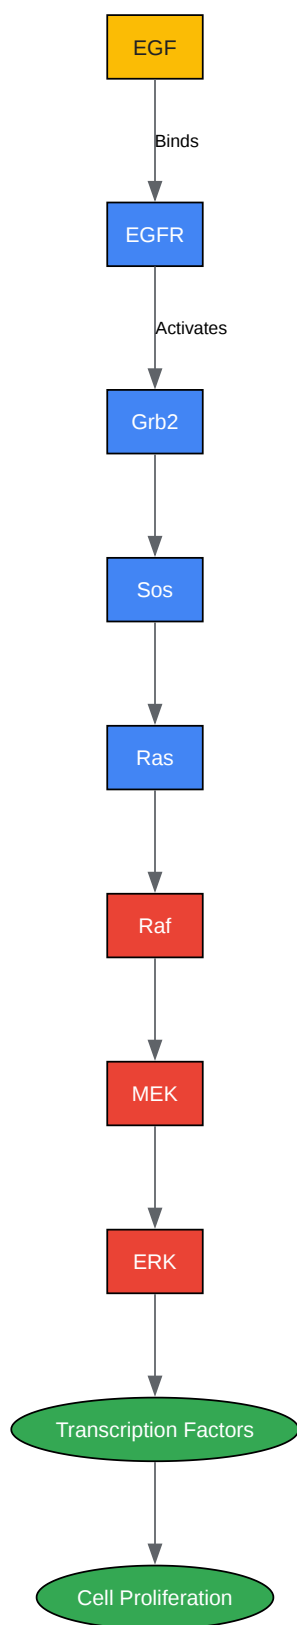 EGF
Binds
EGFR
Activates
Grb2
Sos
Ras
Raf
MEK
ERK
Transcription Factors
Cell Proliferation